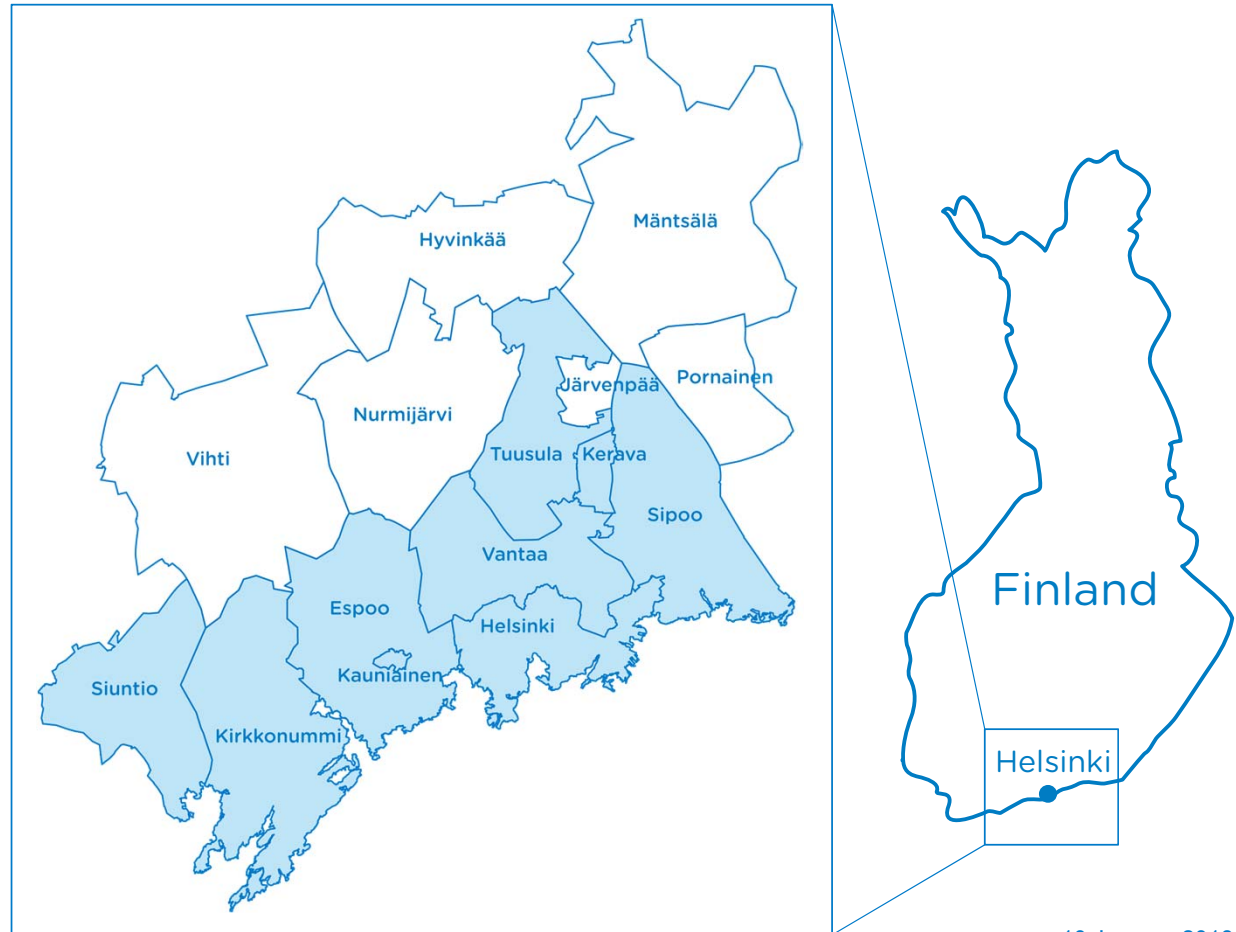 Mäntsälä
Hyvinkää
Järvenpää
Pornainen
Nurmijärvi
Tuusula
Kerava
Vihti
Sipoo
Vantaa
Espoo
Helsinki
Kauniainen
Siuntio
Kirkkonummi
Finland
Helsinki